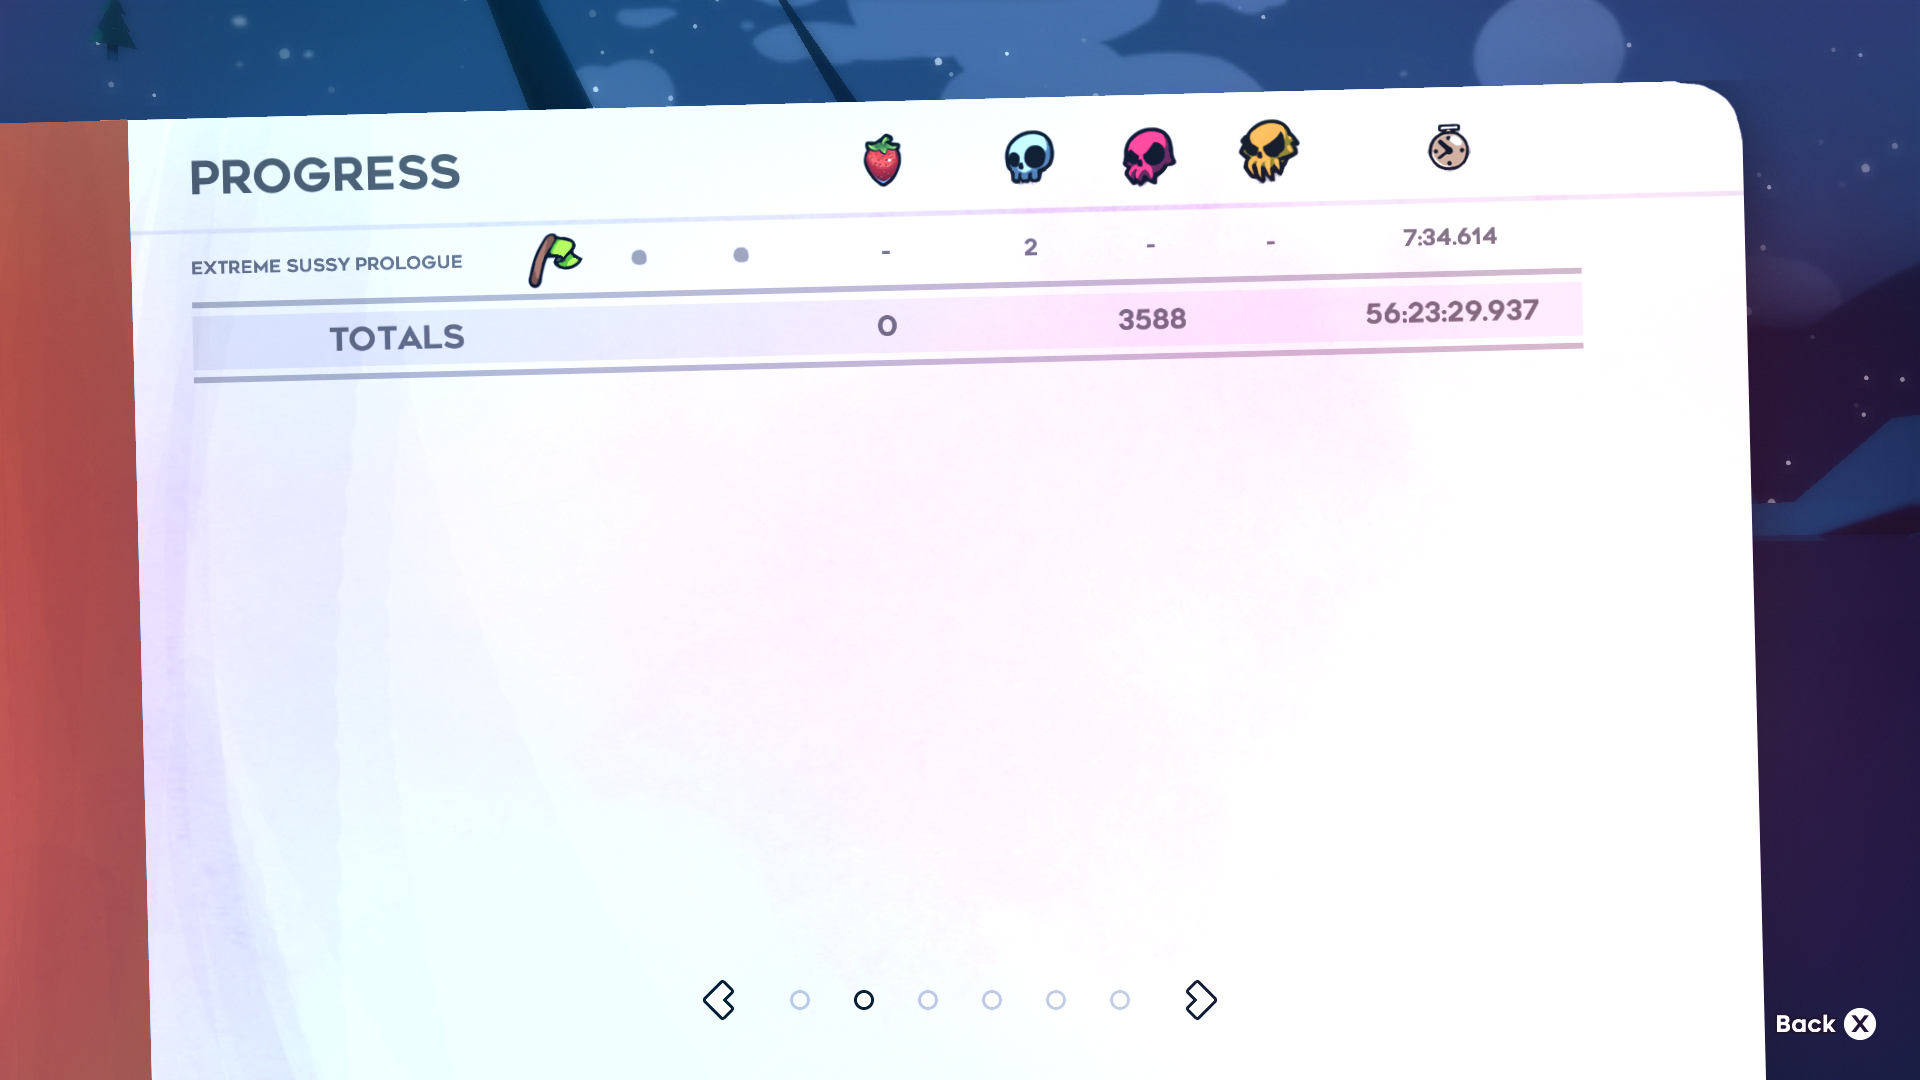 PROGRESS
EXTREME SUSSY PROLOGUE - 2 - - 7:34.614
TOTALS 0 3588 56:23:29.937
Back X